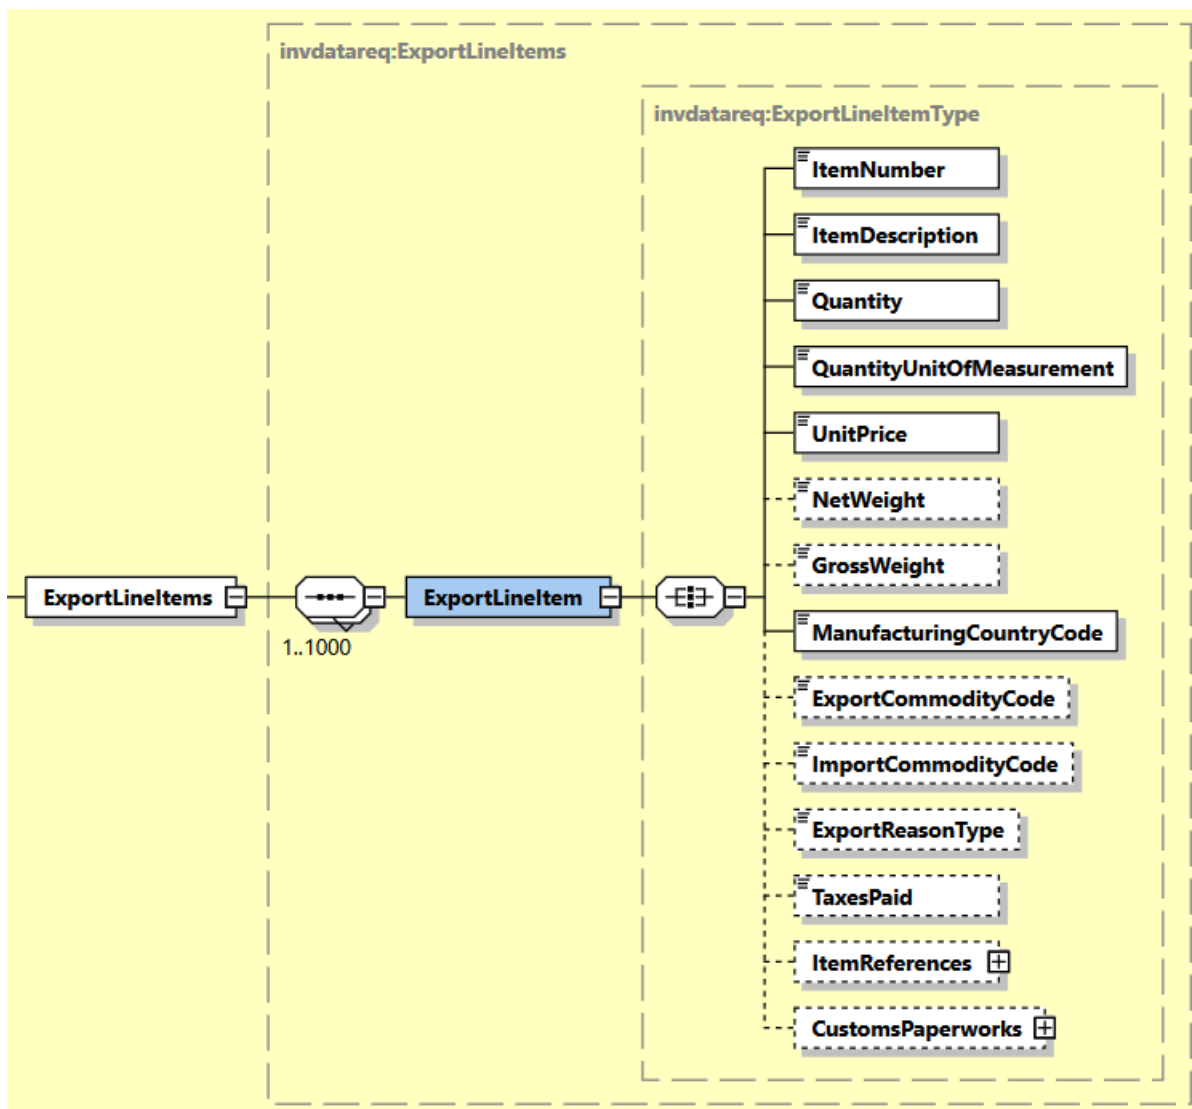 invdatareq:ExportLineItems
invdatareq:ExportLineItemType
ItemNumber
ItemDescription
Quantity
QuantityUnitOfMeasurement
UnitPrice
NetWeight
GrossWeight
ExportLineItems
ExportLineItem
1..1000
ManufacturingCountryCode
ExportCommodityCode
ImportCommodityCode
ExportReasonType
TaxesPaid
ItemReferences
CustomsPaperworks